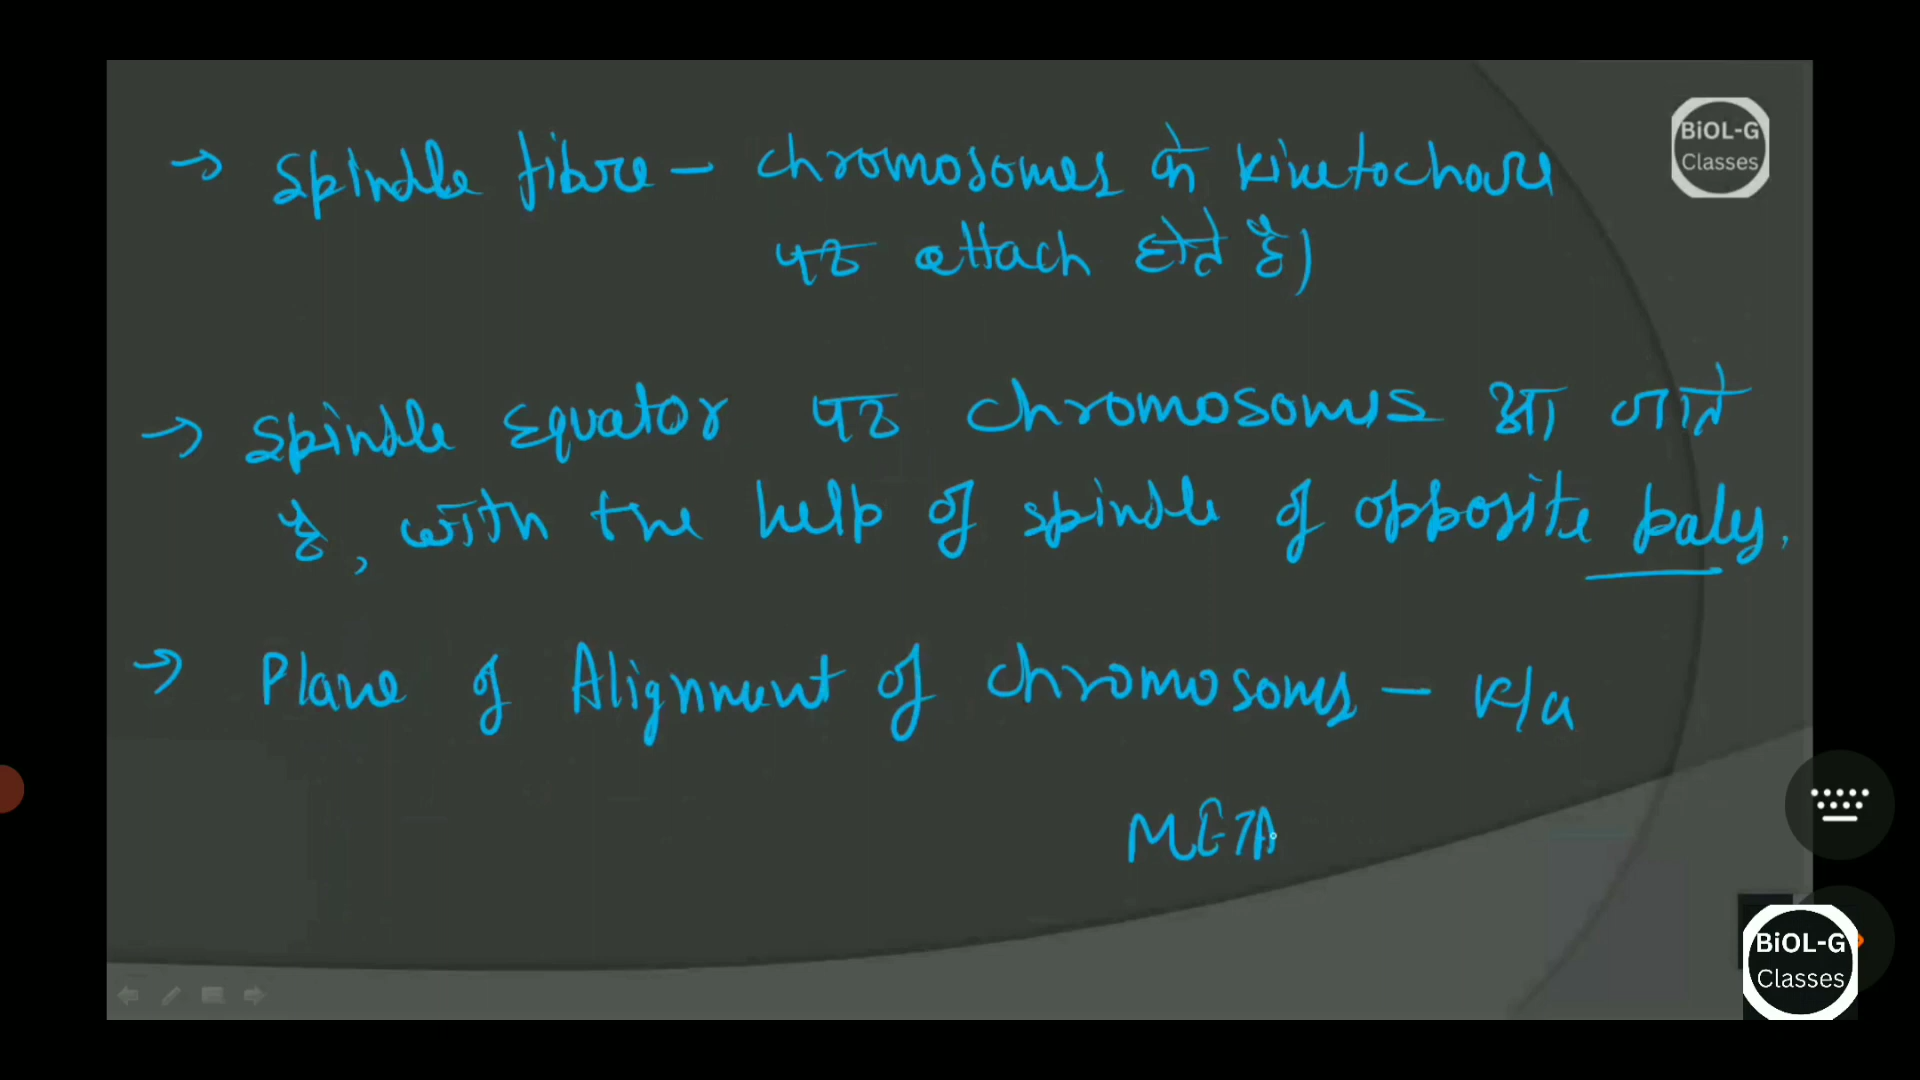 BiOL-G
Classes
→ Spindle fibre – chromosomes के kinetochore
पर attach होते है)
→ Spindle Equator पर chromosomes आ जाते
है, with the help of spindle of opposite poles.
→ Plane of Alignment of chromosomes – K/a
META
BiOL-G
Classes